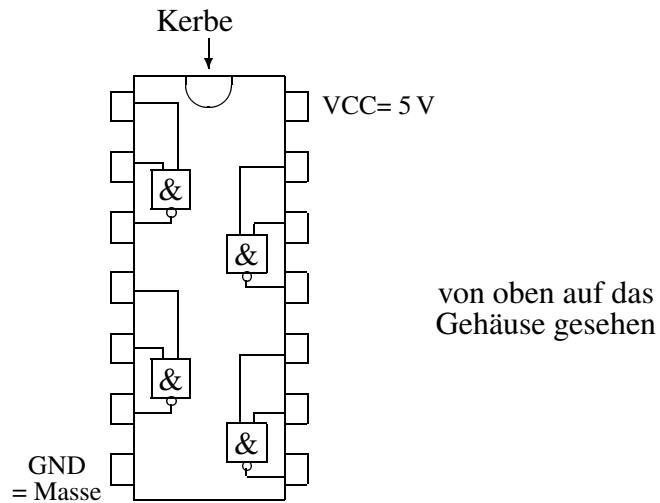 Kerbe
VCC= 5 V
&
&
von oben auf das
Gehäuse gesehen
&
&
GND
= Masse